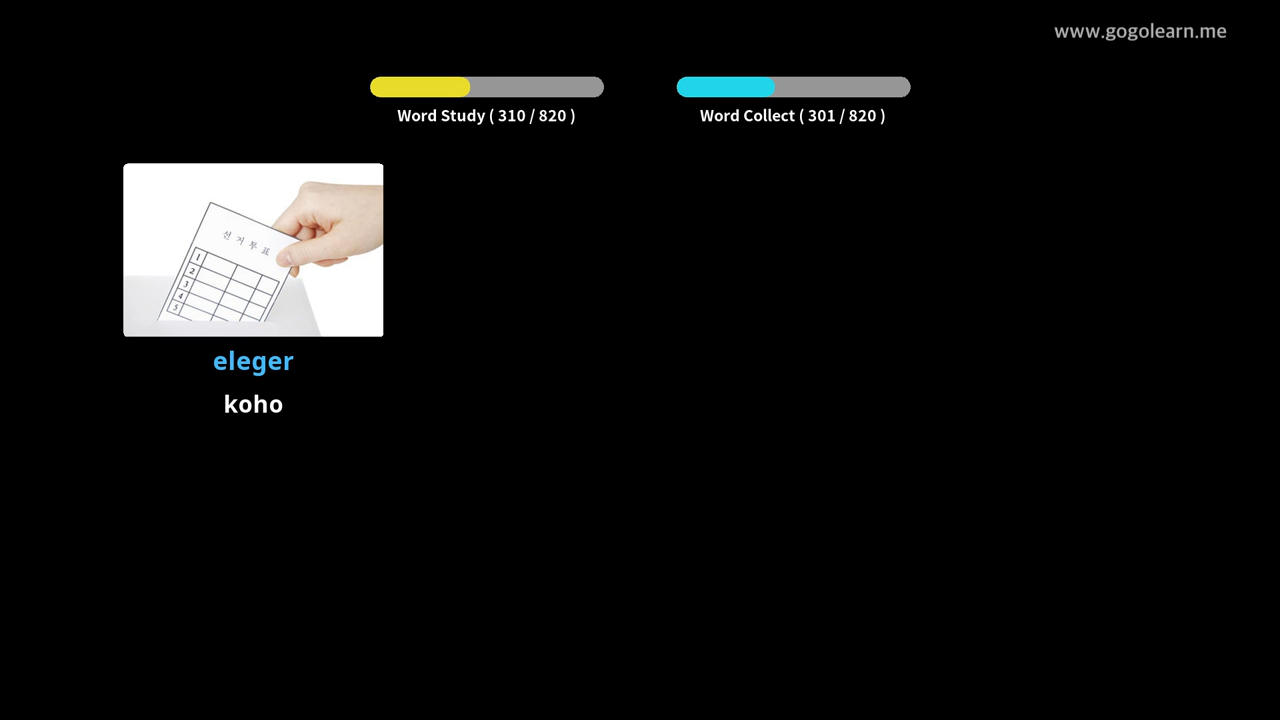 www.gogolearn.me
Word Study ( 310 / 820 )
Word Collect ( 301 / 820 )
선거투표
1
2
3
4
5
eleger
koho